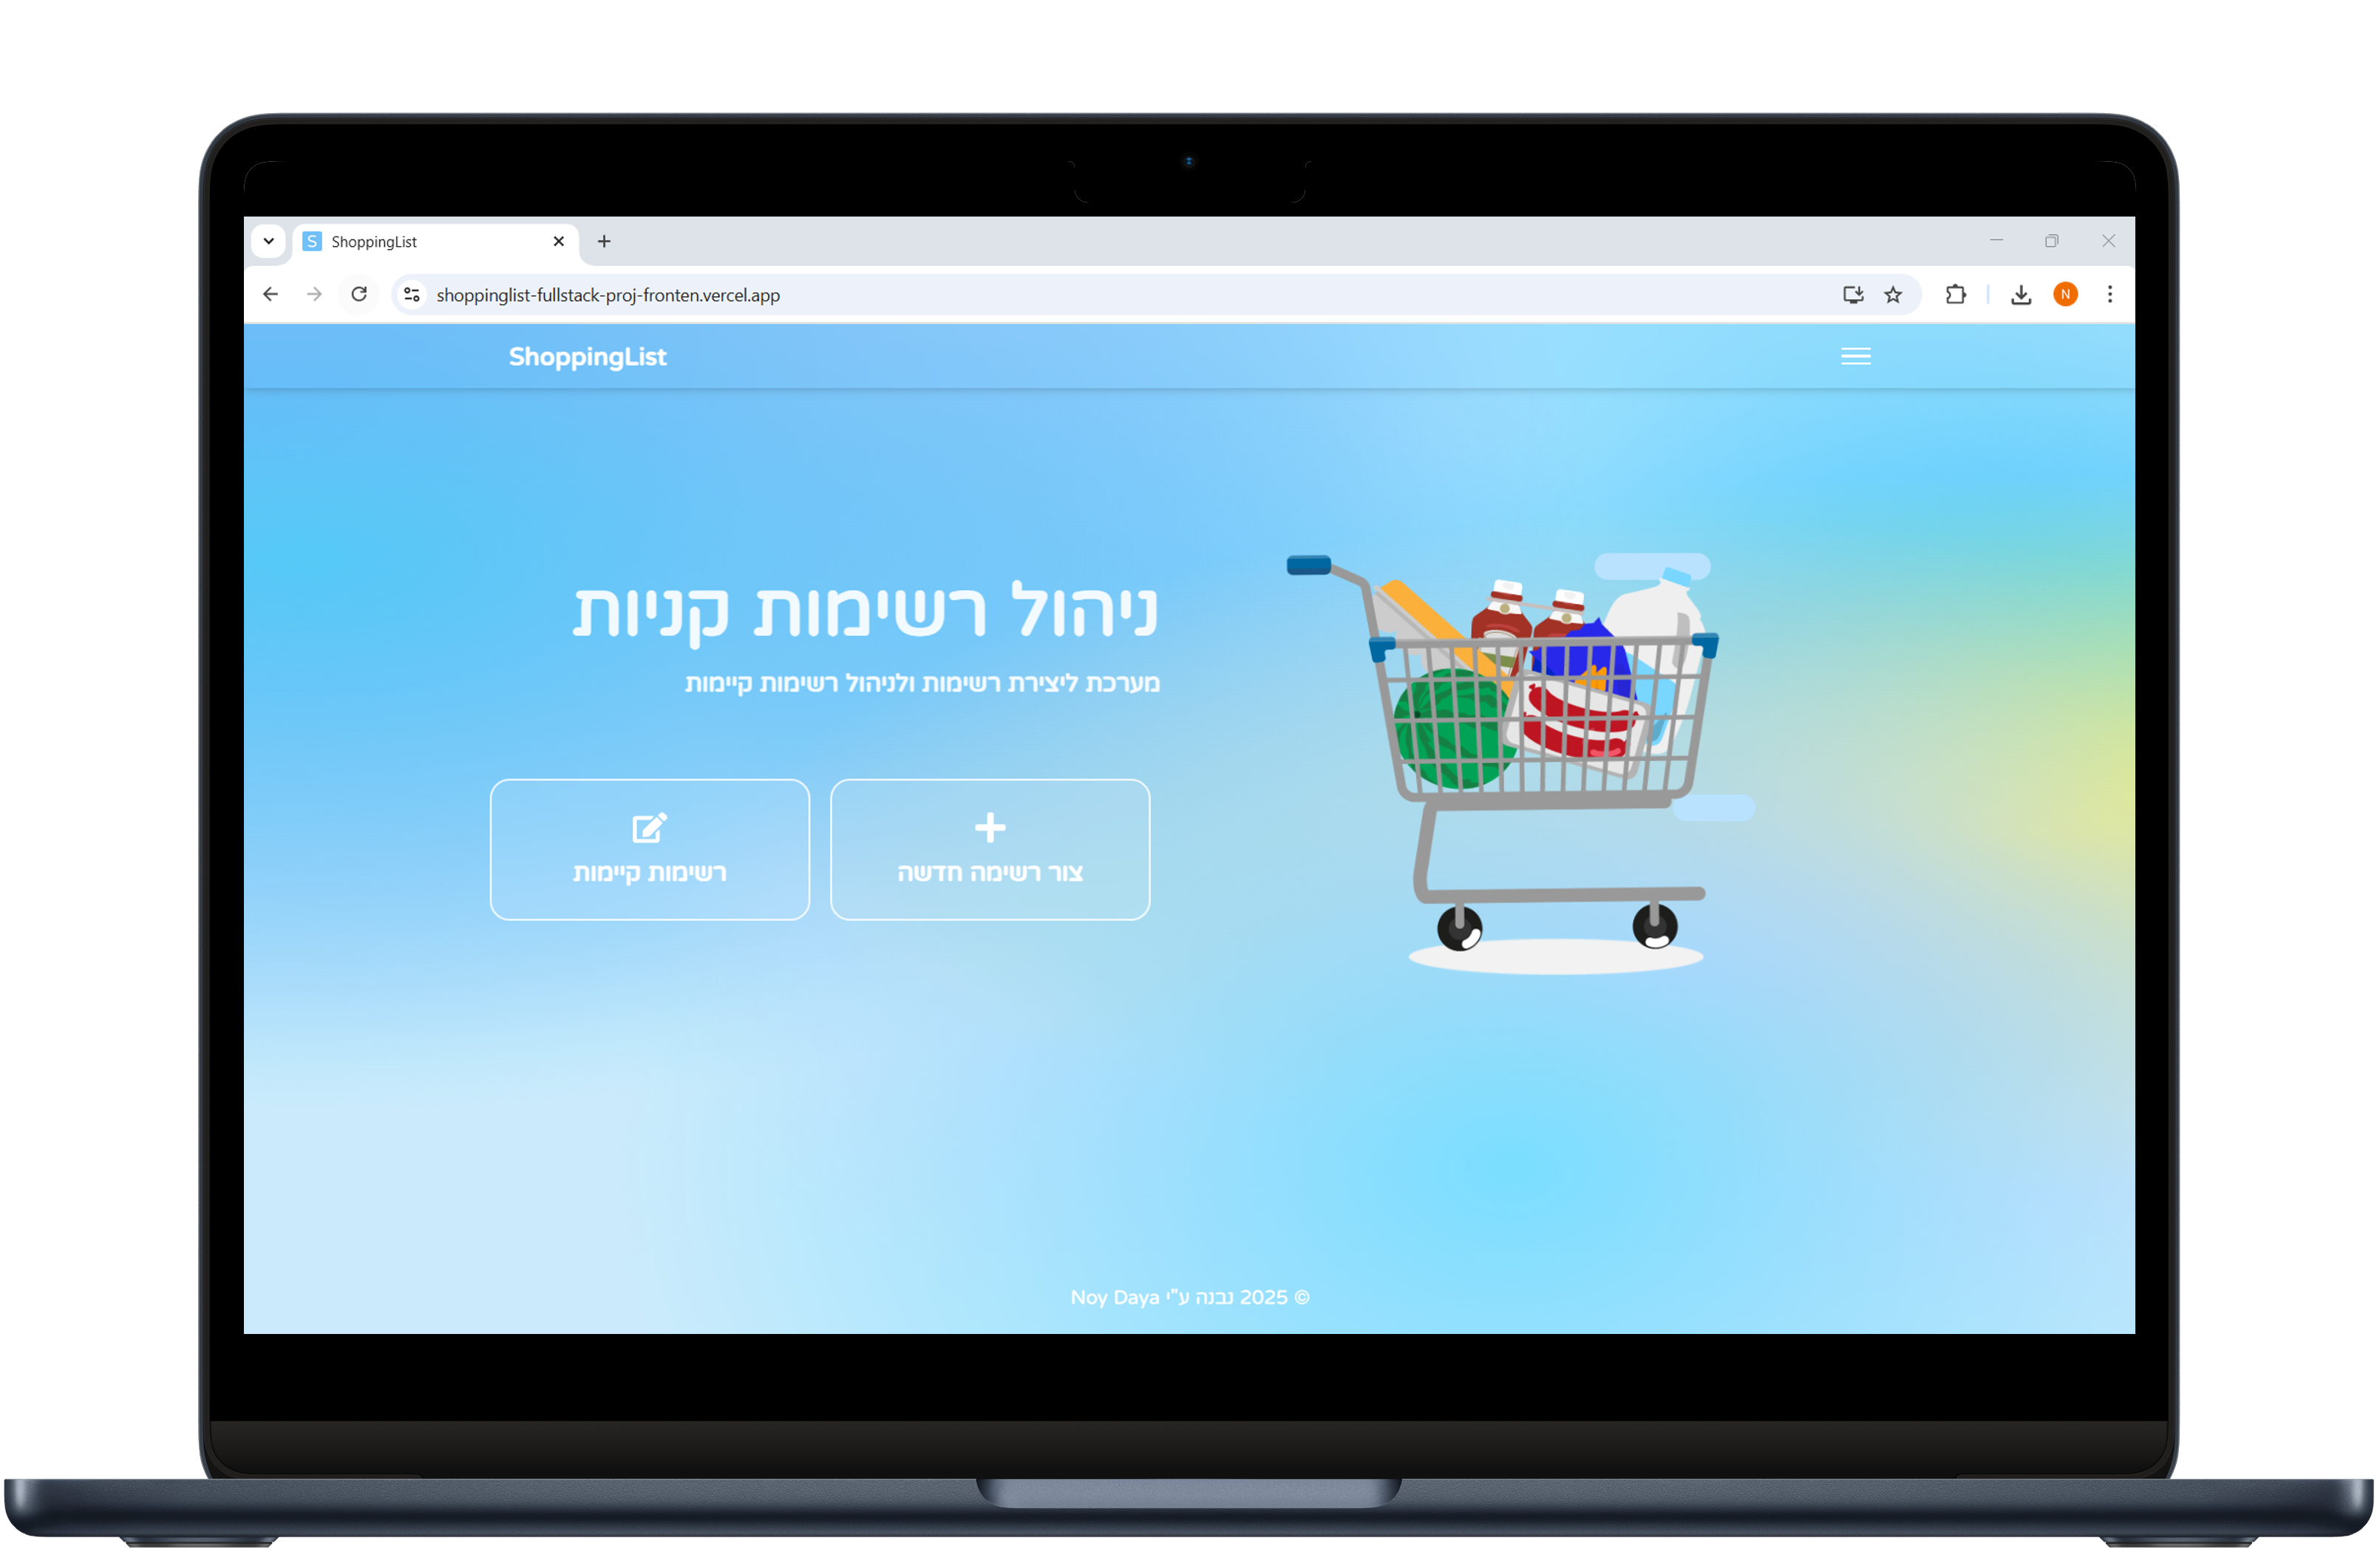 S ShoppingList
shoppinglist-fullstack-proj-fronten.vercel.app
N
ShoppingList
ניהול רשימות קניות
מערכת ליצירת רשימות ולניהול רשימות קיימות
צור רשימה חדשה
רשימות קיימות
© 2025 נבנה ע"י Noy Daya